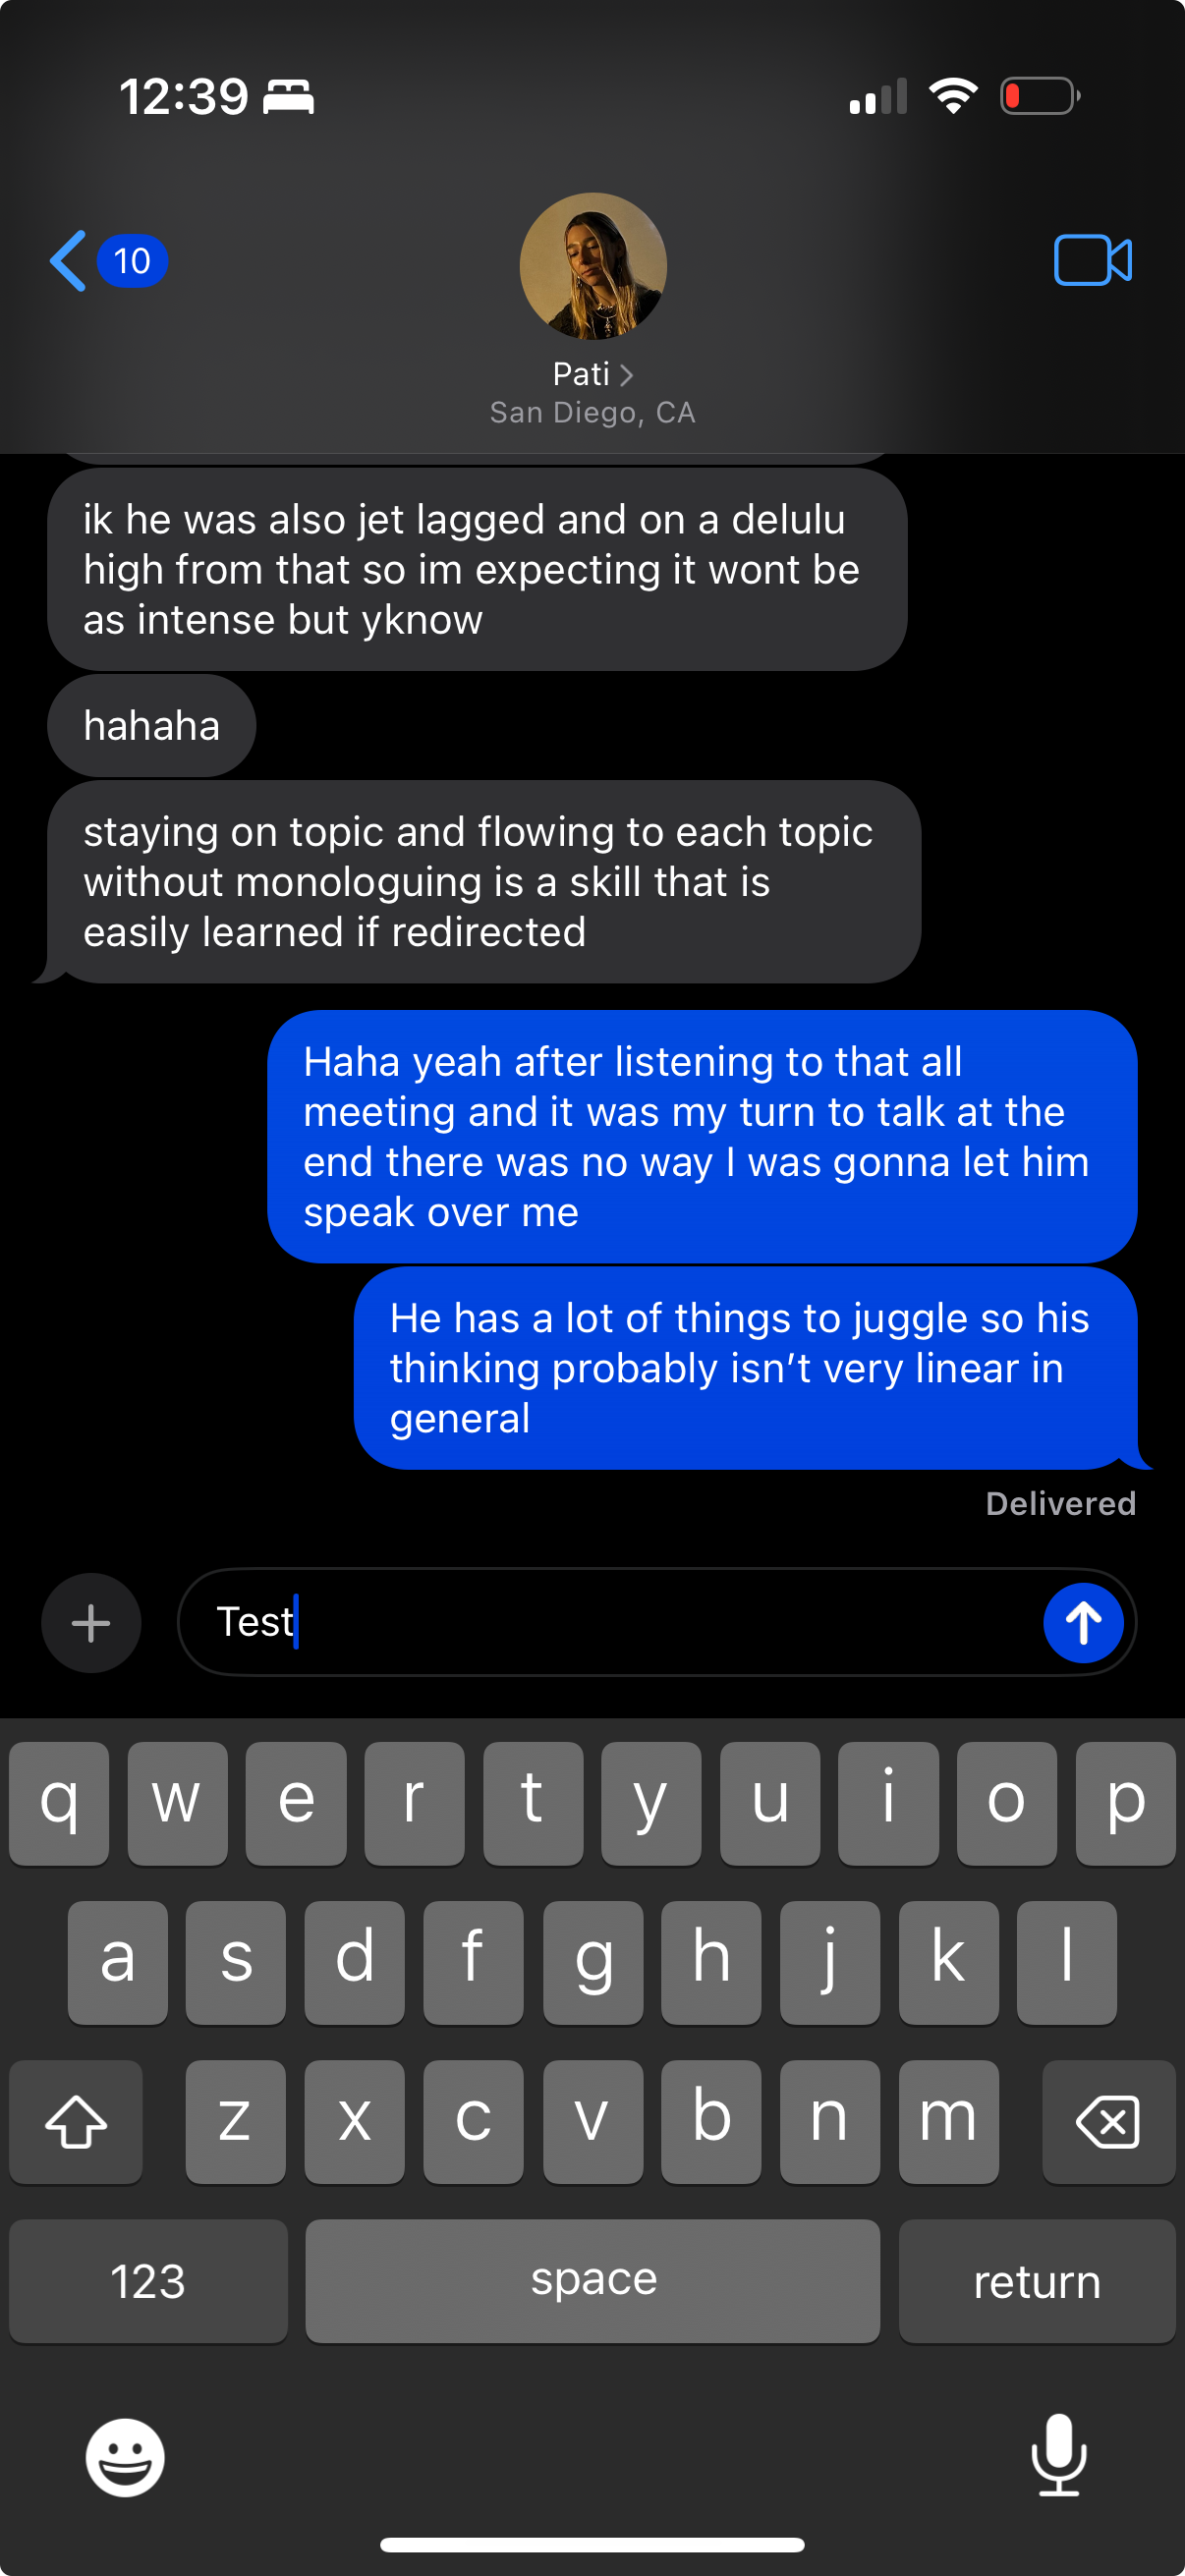 12:39
10
Pati
San Diego, CA
ik he was also jet lagged and on a delulu
high from that so im expecting it wont be
as intense but yknow
hahaha
staying on topic and flowing to each topic
without monologuing is a skill that is
easily learned if redirected
Haha yeah after listening to that all
meeting and it was my turn to talk at the
end there was no way I was gonna let him
speak over me
He has a lot of things to juggle so his
thinking probably isn’t very linear in
general
Delivered
Test
q w e r t y u i o p
a s d f g h j k l
z x c v b n m
123 space return